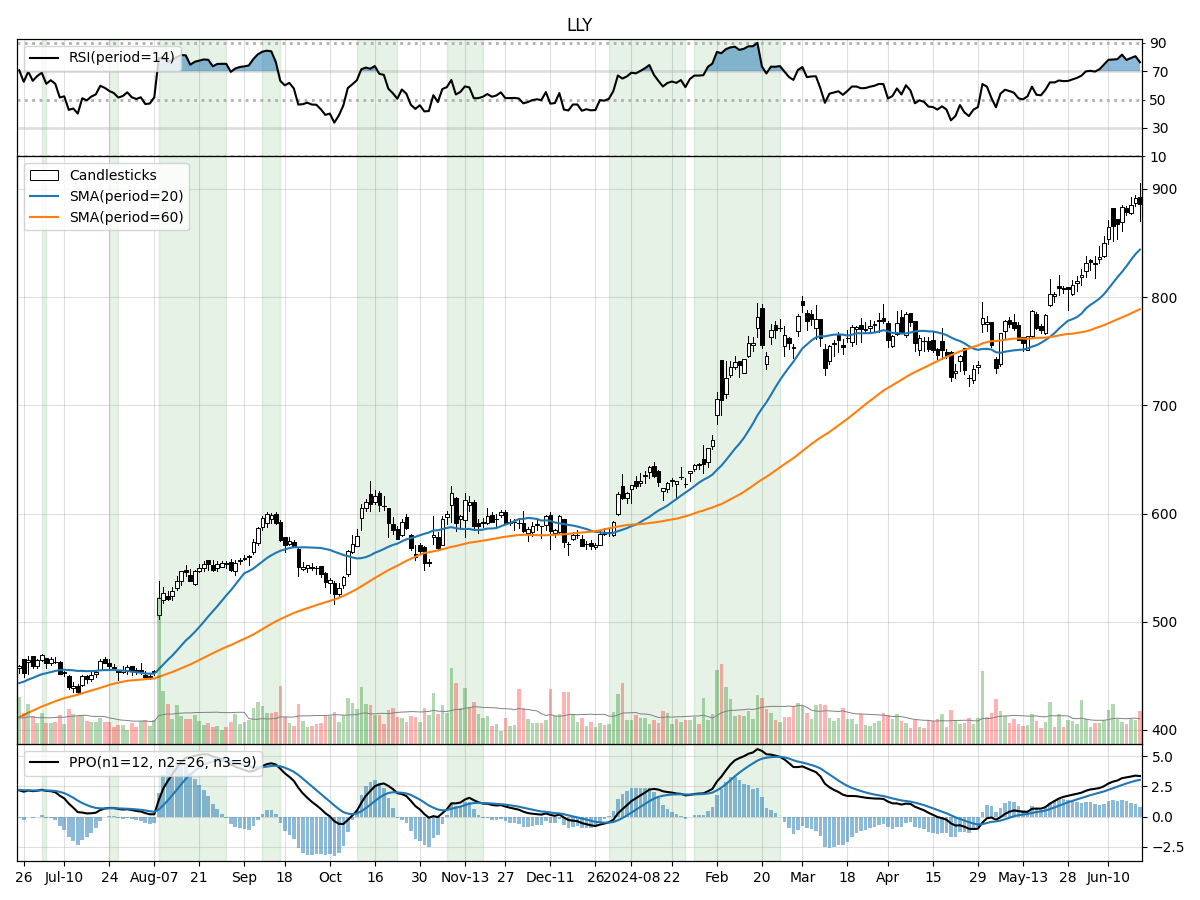 LLY
RSI(period=14)
90
70
50
30
10
Candlesticks
SMA(period=20)
SMA(period=60)
900
800
700
600
500
400
PPO(n1=12, n2=26, n3=9)
5.0
2.5
0.0
−2.5
26 Jul-10 24 Aug-07 21 Sep 18 Oct 16 30 Nov-13 27 Dec-11 26 2024-08 22 Feb 20 Mar 18 Apr 15 29 May-13 28 Jun-10